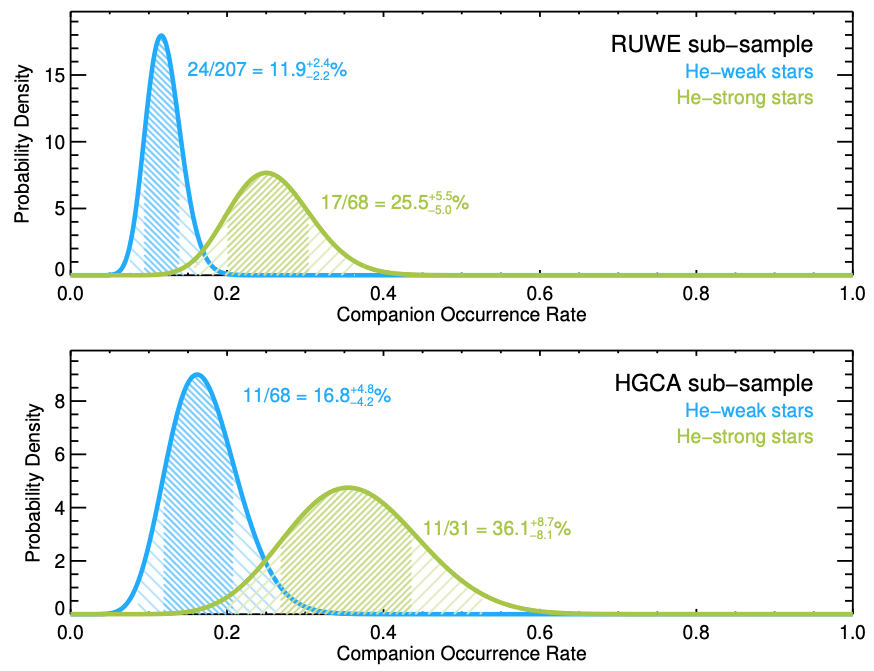 RUWE sub−sample
He−weak stars
He−strong stars
24/207 = 11.9+2.4−2.2%
17/68 = 25.5+5.5−5.0%
Probability Density
15
10
5
0
0.0 0.2 0.4 0.6 0.8 1.0
Companion Occurrence Rate
HGCA sub−sample
He−weak stars
He−strong stars
11/68 = 16.8+4.8−4.2%
11/31 = 36.1+8.7−8.1%
Probability Density
8
6
4
2
0
0.0 0.2 0.4 0.6 0.8 1.0
Companion Occurrence Rate